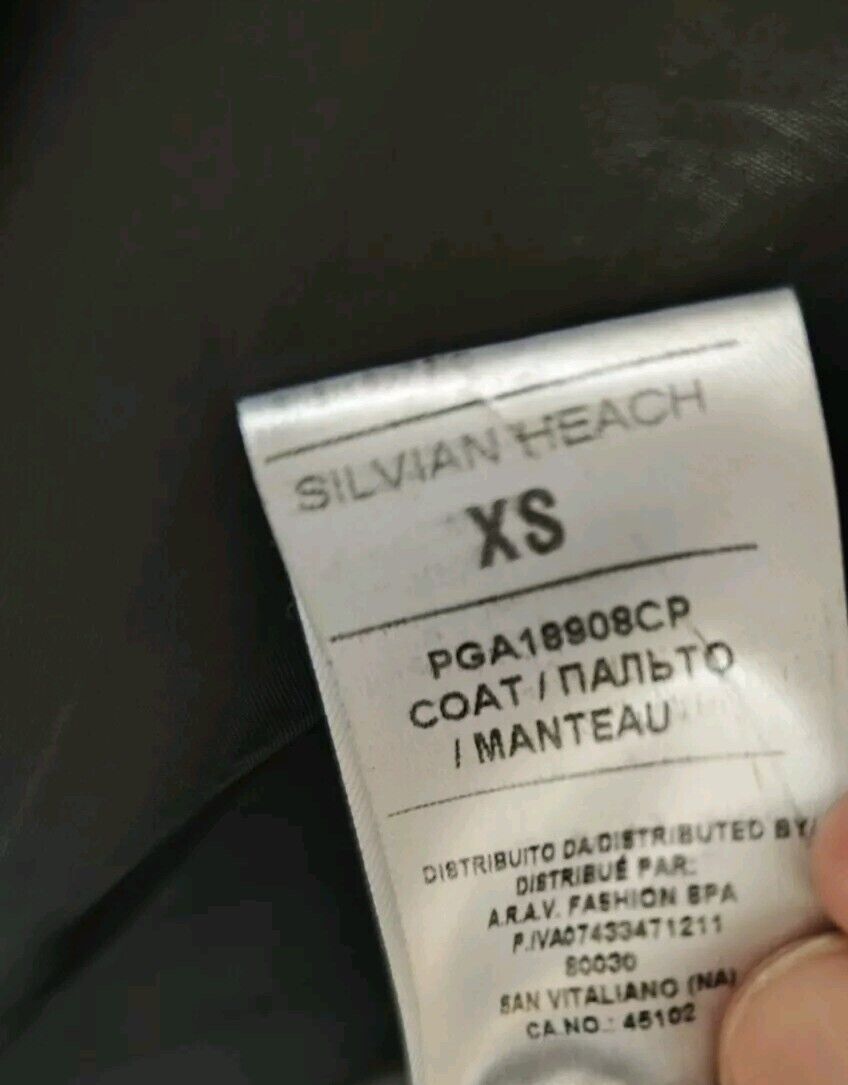 SILVIAN HEACH
XS
PGA18908CP
COAT / ПАЛЬТО
/ MANTEAU
DISTRIBUITO DA/DISTRIBUTED BY/
DISTRIBUÉ PAR:
A.R.A.V. FASHION SPA
P.IVA07433471211
80030
SAN VITALIANO (NA)
CA.NO.: 45102